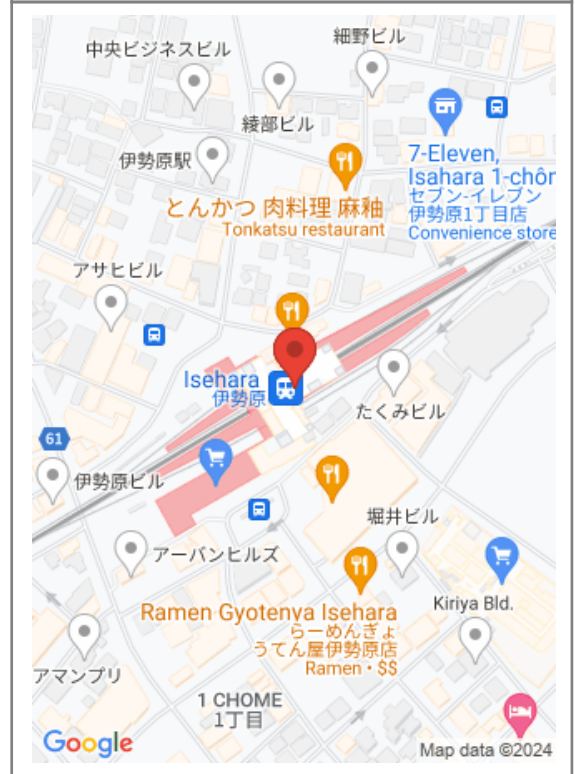 細野ビル
中央ビジネスビル
綾部ビル
7-Eleven,
Isahara 1-chōn
セブン-イレブン
伊勢原1丁目店
Convenience store
伊勢原駅
とんかつ 肉料理 麻釉
Tonkatsu restaurant
アサヒビル
Isehara
伊勢原
たくみビル
61
伊勢原ビル
堀井ビル
アーバンヒルズ
Ramen Gyotenya Isehara
らーめんぎょ
うてん屋伊勢原店
Ramen・$$
Kiriya Bld.
アマンプリ
1 CHOME
1丁目
Google
Map data ©2024